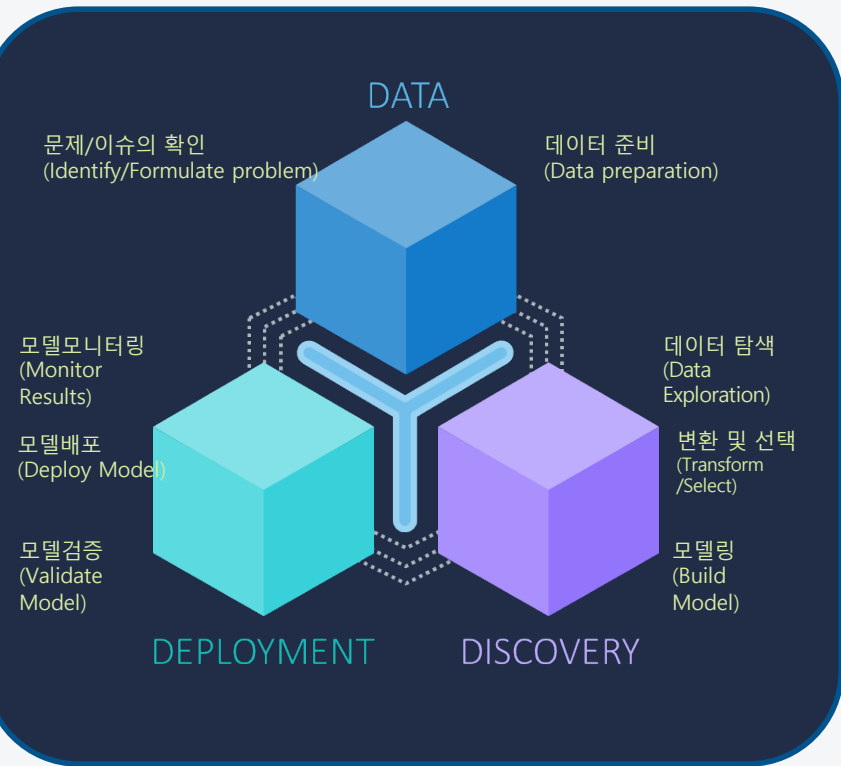 DATA
문제/이슈의 확인
(Identify/Formulate problem)
데이터 준비
(Data preparation)
모델모니터링
(Monitor
Results)
데이터 탐색
(Data
Exploration)
모델배포
(Deploy Model)
변환 및 선택
(Transform
/Select)
모델검증
(Validate
Model)
모델링
(Build
Model)
DEPLOYMENT
DISCOVERY